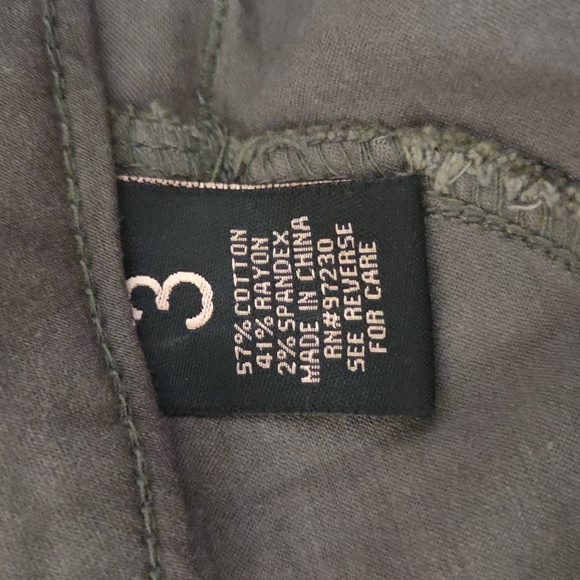 3
57% COTTON
41% RAYON
2% SPANDEX
MADE IN CHINA
RN#97230
SEE REVERSE
FOR CARE